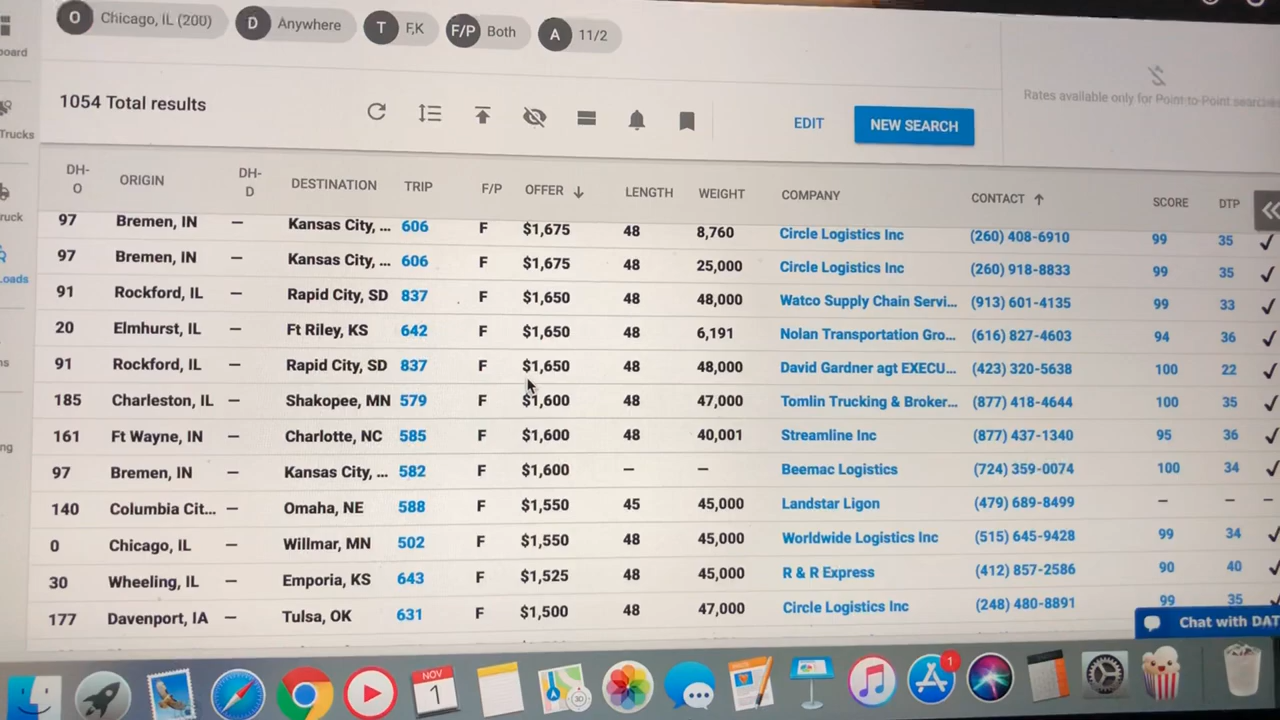 O Chicago, IL (200) D Anywhere T F,K F/P Both A 11/2
board
Rates available only for Point-to-Point searches
1054 Total results
EDIT NEW SEARCH
Trucks
DH-O ORIGIN DH-D DESTINATION TRIP F/P OFFER LENGTH WEIGHT COMPANY CONTACT SCORE DTP
97 Bremen, IN – Kansas City, ... 606 F $1,675 48 8,760 Circle Logistics Inc (260) 408-6910 99 35
97 Bremen, IN – Kansas City, ... 606 F $1,675 48 25,000 Circle Logistics Inc (260) 918-8833 99 35
91 Rockford, IL – Rapid City, SD 837 F $1,650 48 48,000 Watco Supply Chain Servi... (913) 601-4135 99 33
20 Elmhurst, IL – Ft Riley, KS 642 F $1,650 48 6,191 Nolan Transportation Gro... (616) 827-4603 94 36
91 Rockford, IL – Rapid City, SD 837 F $1,650 48 48,000 David Gardner agt EXECU... (423) 320-5638 100 22
185 Charleston, IL – Shakopee, MN 579 F $1,600 48 47,000 Tomlin Trucking & Broker... (877) 418-4644 100 35
161 Ft Wayne, IN – Charlotte, NC 585 F $1,600 48 40,001 Streamline Inc (877) 437-1340 95 36
97 Bremen, IN – Kansas City, ... 582 F $1,600 – – Beemac Logistics (724) 359-0074 100 34
140 Columbia Cit... – Omaha, NE 588 F $1,550 45 45,000 Landstar Ligon (479) 689-8499 – – –
0 Chicago, IL – Willmar, MN 502 F $1,550 48 45,000 Worldwide Logistics Inc (515) 645-9428 99 34
30 Wheeling, IL – Emporia, KS 643 F $1,525 48 45,000 R & R Express (412) 857-2586 90 40
177 Davenport, IA – Tulsa, OK 631 F $1,500 48 47,000 Circle Logistics Inc (248) 480-8891 99 35
ruck
Loads
ns
ng
Chat with DAT
NOV
1
30
1